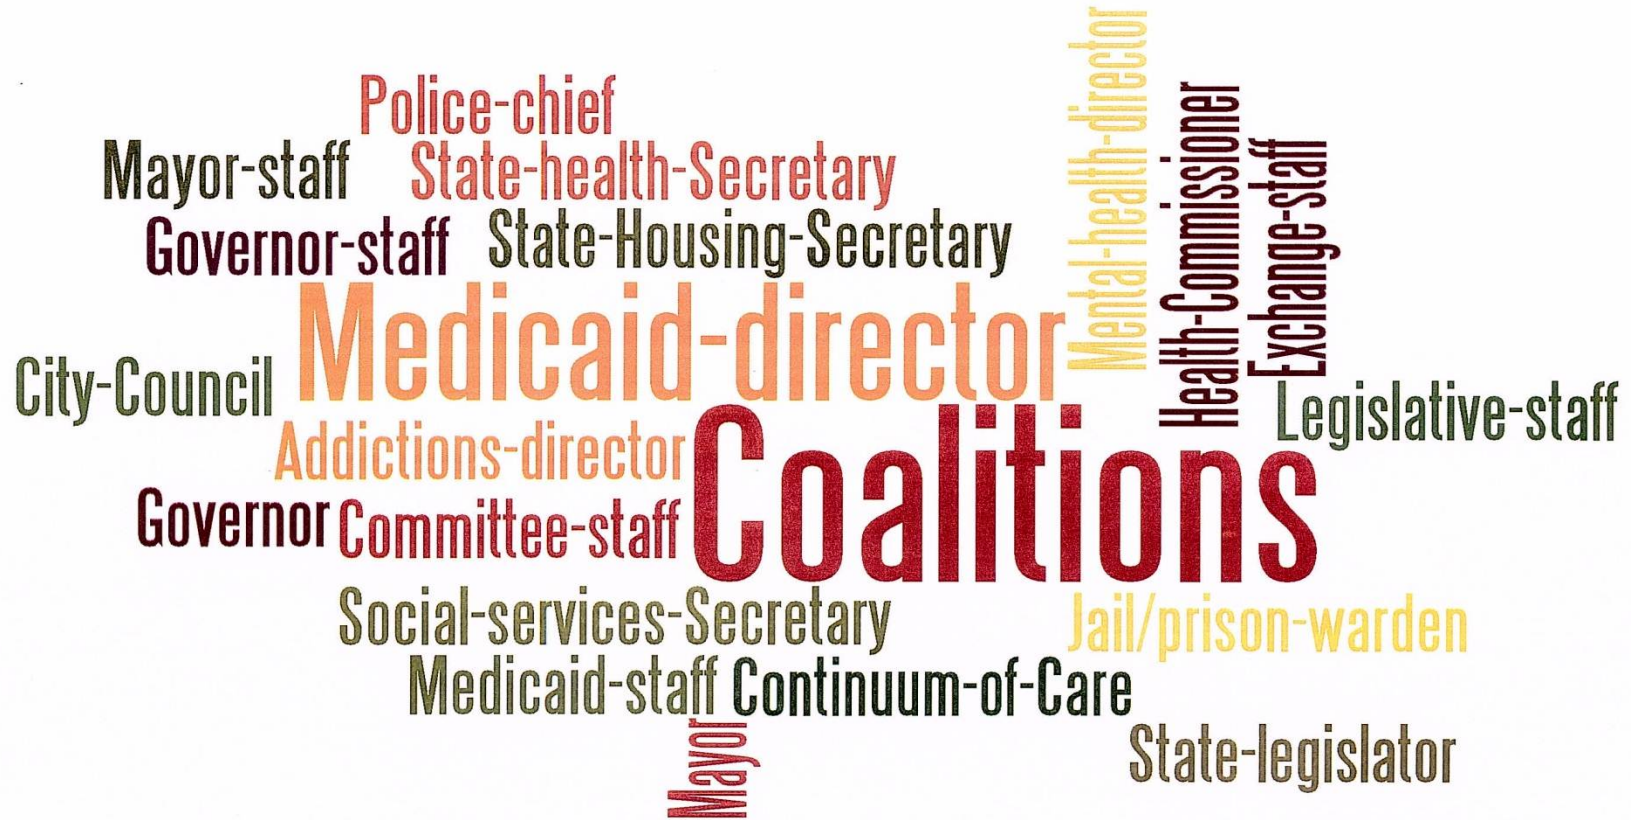 Mental-health-director
Police-chief
Health-Commissioner
Mayor-staff
State-health-Secretary
Exchange-staff
Governor-staff
State-Housing-Secretary
Medicaid-director
City-Council
Legislative-staff
Addictions-director
Coalitions
Governor
Committee-staff
Social-services-Secretary
Jail/prison-warden
Medicaid-staff
Continuum-of-Care
Mayor
State-legislator